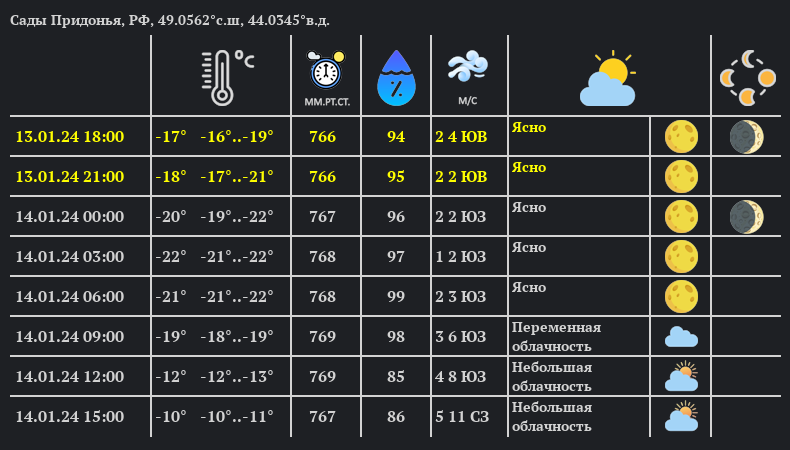 Сады Придонья, РФ, 49.0562°с.ш, 44.0345°в.д.
°C ММ.РТ.СТ. % М/С
13.01.24 18:00 -17° -16°..-19° 766 94 2 4 ЮВ Ясно
13.01.24 21:00 -18° -17°..-21° 766 95 2 2 ЮВ Ясно
14.01.24 00:00 -20° -19°..-22° 767 96 2 2 ЮЗ Ясно
14.01.24 03:00 -22° -21°..-22° 768 97 1 2 ЮЗ Ясно
14.01.24 06:00 -21° -21°..-22° 768 99 2 3 ЮЗ Ясно
14.01.24 09:00 -19° -18°..-19° 769 98 3 6 ЮЗ Переменная
облачность
14.01.24 12:00 -12° -12°..-13° 769 85 4 8 ЮЗ Небольшая
облачность
14.01.24 15:00 -10° -10°..-11° 767 86 5 11 СЗ Небольшая
облачность